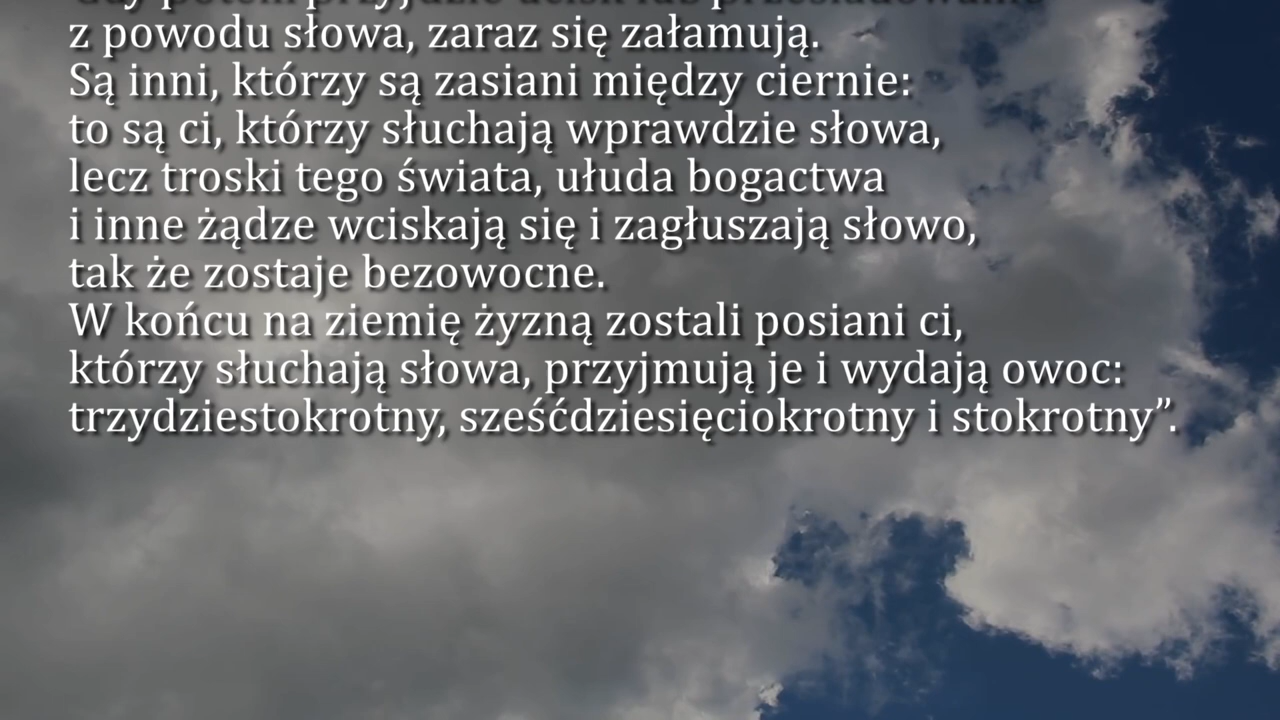 z powodu słowa, zaraz się załamują.
Są inni, którzy są zasiani między ciernie:
to są ci, którzy słuchają wprawdzie słowa,
lecz troski tego świata, ułuda bogactwa
i inne żądze wciskają się i zagłuszają słowo,
tak że zostaje bezowocne.
W końcu na ziemię żyzną zostali posiani ci,
którzy słuchają słowa, przyjmują je i wydają owoc:
trzydziestokrotny, sześćdziesięciokrotny i stokrotny”.